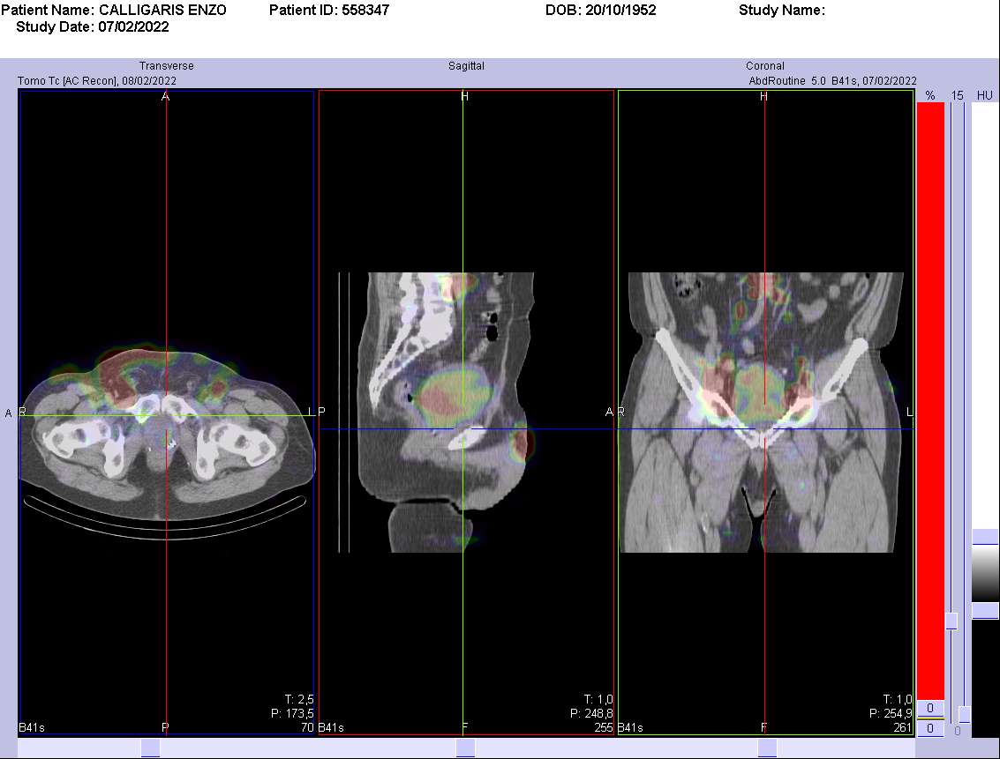 Patient Name: CALLIGARIS ENZO Patient ID: 558347 DOB: 20/10/1952 Study Name:
Study Date: 07/02/2022
Transverse Sagittal Coronal
Tomo Tc [AC Recon], 08/02/2022 AbdRoutine 5.0 B41s, 07/02/2022
% 15 HU
A H H
A R L P A R L
T: 2,5 T: 1,0 T: 1,0
P: 173,5 P: 248,8 P: 254,9
0
B41s P 70 B41s F 255 B41s F 261
0 0